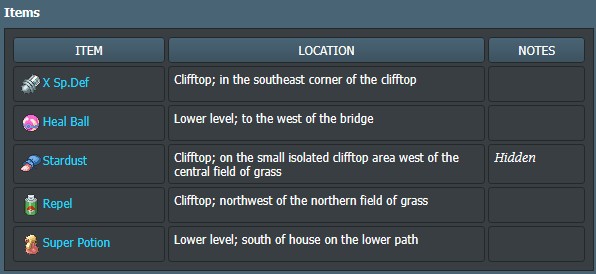 Items
ITEM LOCATION NOTES
X Sp.Def Clifftop; in the southeast corner of the clifftop
Heal Ball Lower level; to the west of the bridge
Stardust Clifftop; on the small isolated clifftop area west of the Hidden
central field of grass
Repel Clifftop; northwest of the northern field of grass
Super Potion Lower level; south of house on the lower path